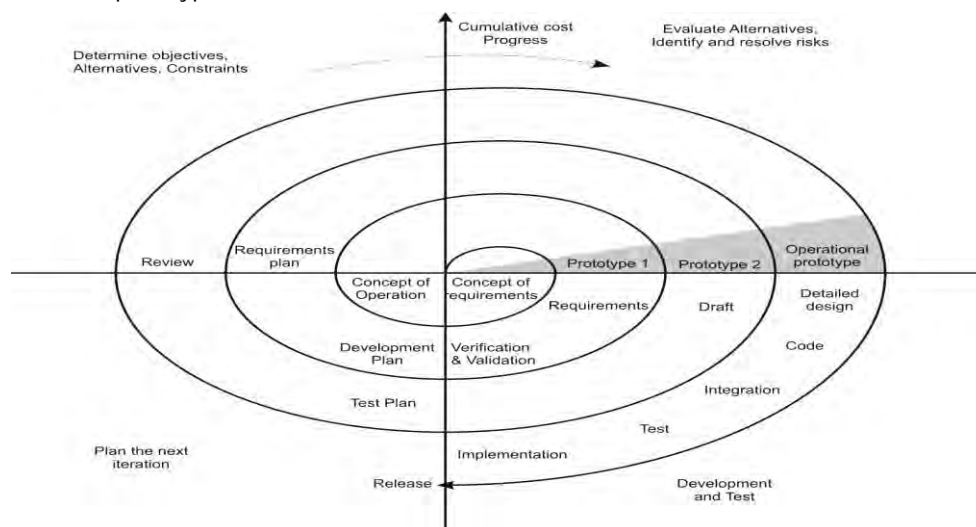 Cumulative cost
Progress
Evaluate Alternatives,
Identify and resolve risks
Determine objectives,
Alternatives, Constraints
Review
Requirements
plan
Prototype 1
Prototype 2
Operational
prototype
Concept of
Operation
Concept of
requirements
Requirements
Draft
Detailed
design
Development
Plan
Verification
& Validation
Code
Test Plan
Integration
Test
Plan the next
iteration
Implementation
Release
Development
and Test